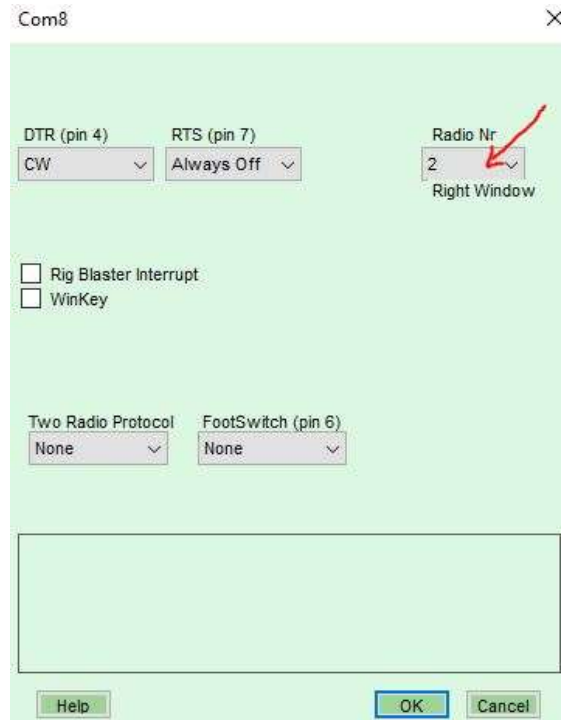 Com8
DTR (pin 4) RTS (pin 7) Radio Nr
CW Always Off 2
Right Window
Rig Blaster Interrupt
WinKey
Two Radio Protocol FootSwitch (pin 6)
None None
Help OK Cancel